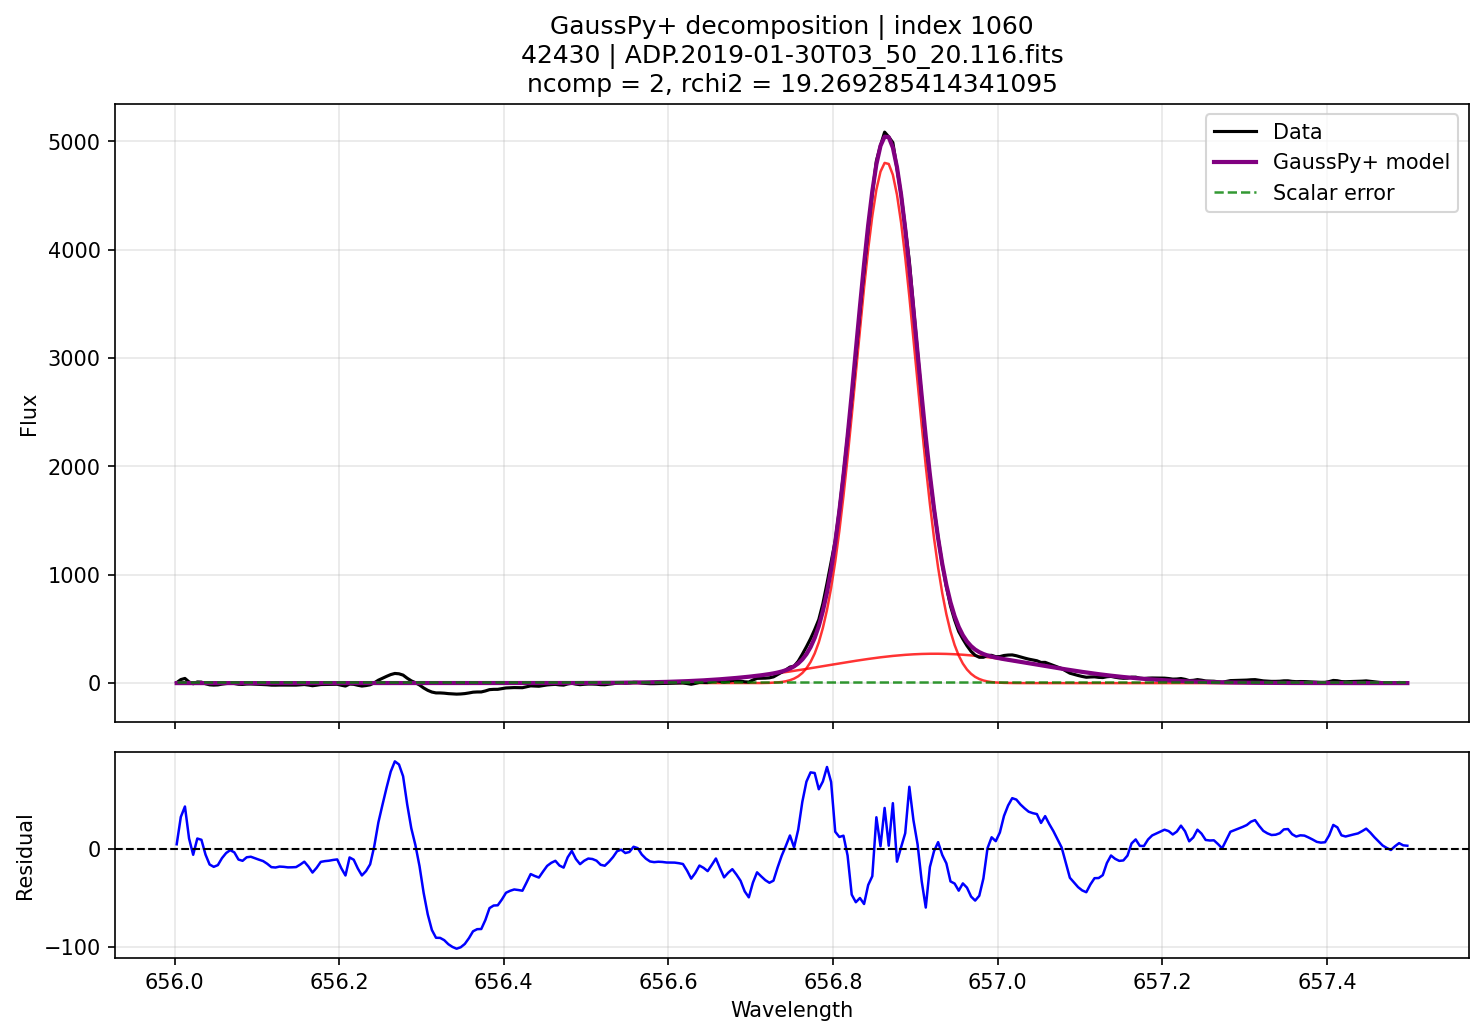 GaussPy+ decomposition | index 1060
42430 | ADP.2019-01-30T03_50_20.116.fits
ncomp = 2, rchi2 = 19.269285414341095
Data
GaussPy+ model
Scalar error
Flux
5000
4000
3000
2000
1000
0
Residual
0
−100
656.0 656.2 656.4 656.6 656.8 657.0 657.2 657.4
Wavelength